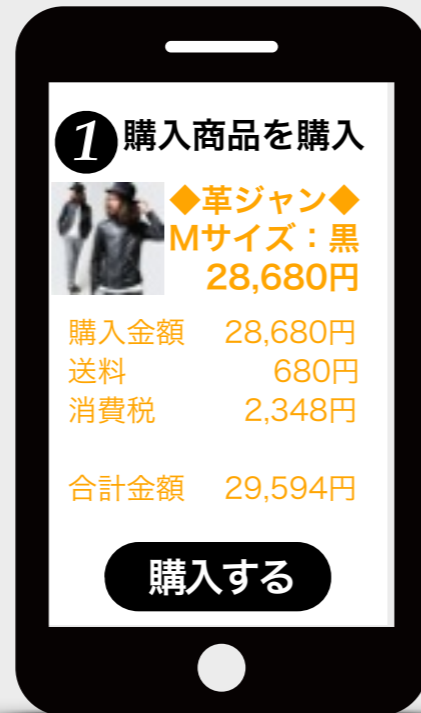 1 購入商品を購入
◆革ジャン◆
Mサイズ：黒
28,680円
購入金額 28,680円
送料 680円
消費税 2,348円
合計金額 29,594円
購入する